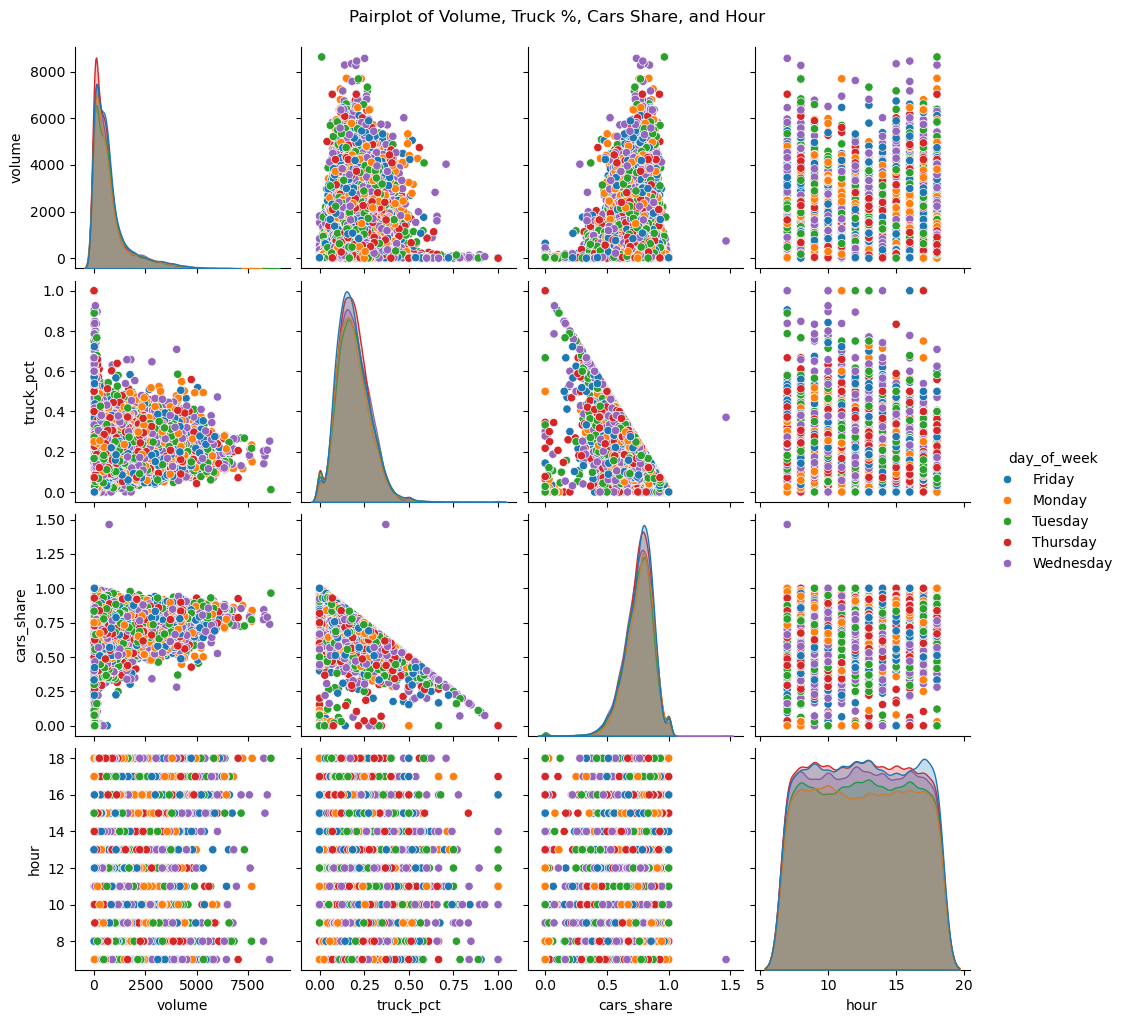 Pairplot of Volume, Truck %, Cars Share, and Hour
8000
6000
4000
2000
0
volume
1.0
0.8
0.6
0.4
0.2
0.0
truck_pct
1.50
1.25
1.00
0.75
0.50
0.25
0.00
cars_share
18
16
14
12
10
8
hour
0 2500 5000 7500
volume
0.00 0.25 0.50 0.75 1.00
truck_pct
0.0 0.5 1.0 1.5
cars_share
5 10 15 20
hour
day_of_week
Friday
Monday
Tuesday
Thursday
Wednesday